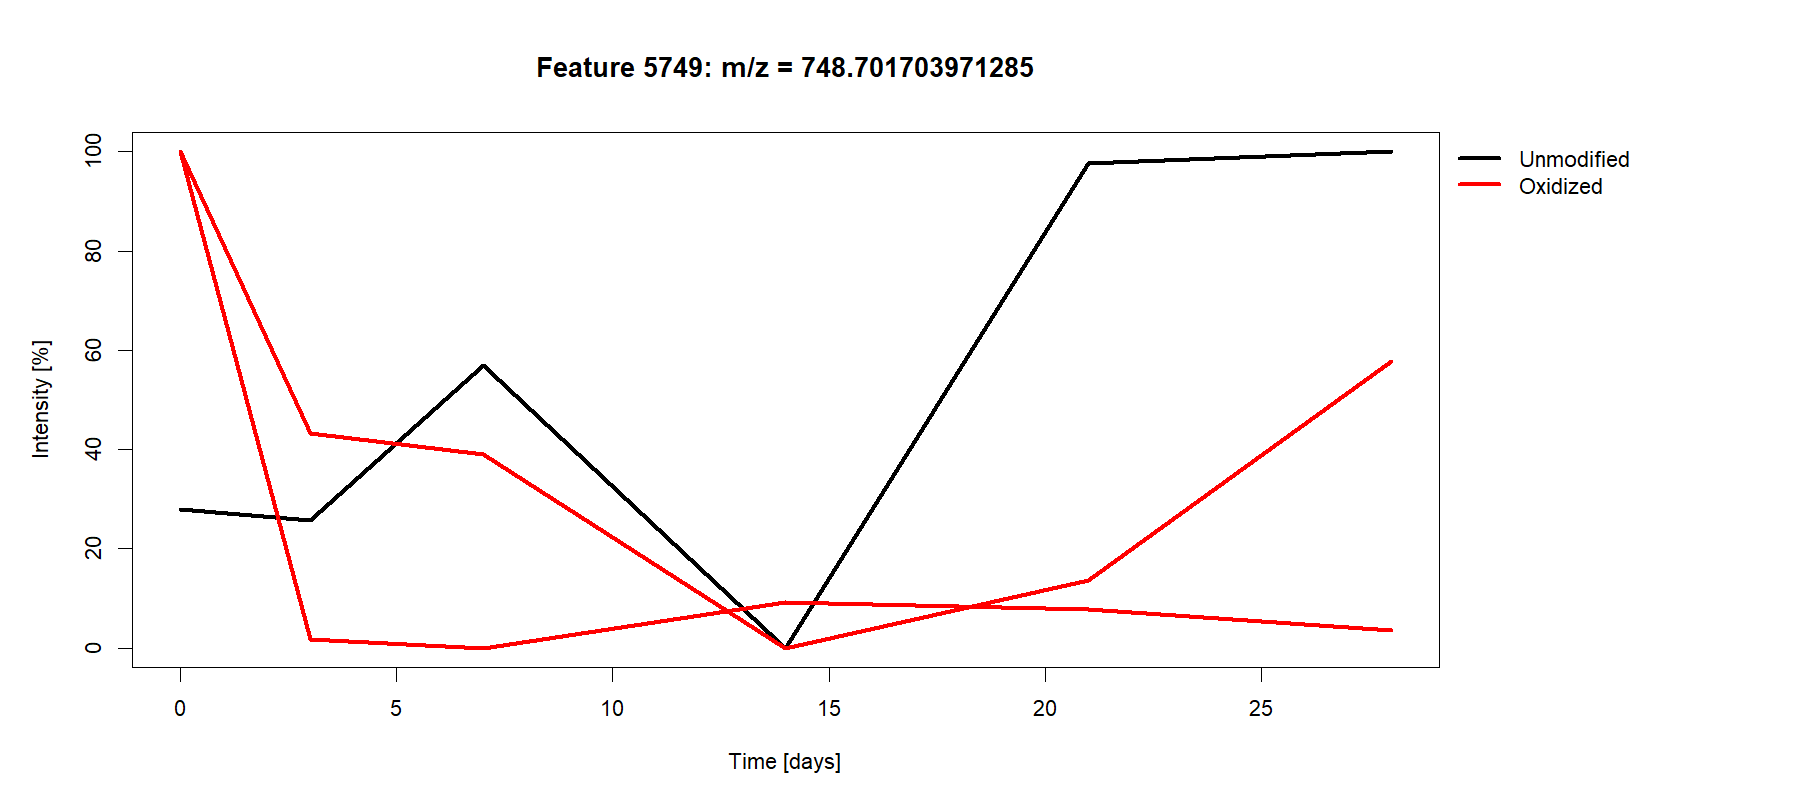 Feature 5749: m/z = 748.701703971285
Unmodified
Oxidized
Intensity [%]
100
80
60
40
20
0
0 5 10 15 20 25
Time [days]